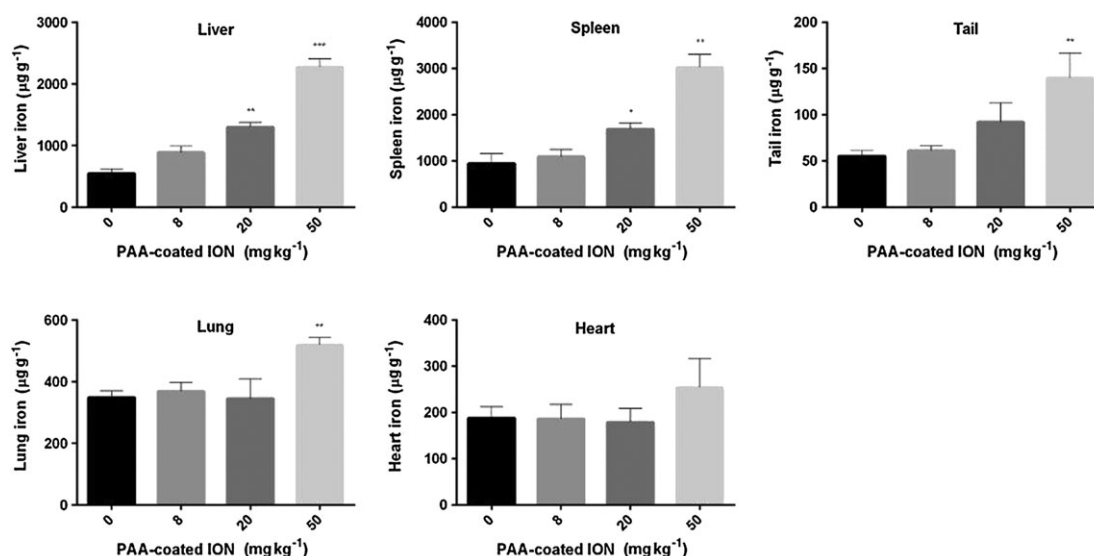 Liver
Liver iron (µg g⁻¹)
3000
2000
1000
0
***
**
0 8 20 50
PAA-coated ION (mg kg⁻¹)
Spleen
Spleen iron (µg g⁻¹)
4000
3000
2000
1000
0
**
*
0 8 20 50
PAA-coated ION (mg kg⁻¹)
Tail
Tail iron (µg g⁻¹)
200
150
100
50
0
**
0 8 20 50
PAA-coated ION (mg kg⁻¹)
Lung
Lung iron (µg g⁻¹)
600
400
200
0
**
0 8 20 50
PAA-coated ION (mg kg⁻¹)
Heart
Heart iron (µg g⁻¹)
400
300
200
100
0
0 8 20 50
PAA-coated ION (mg kg⁻¹)